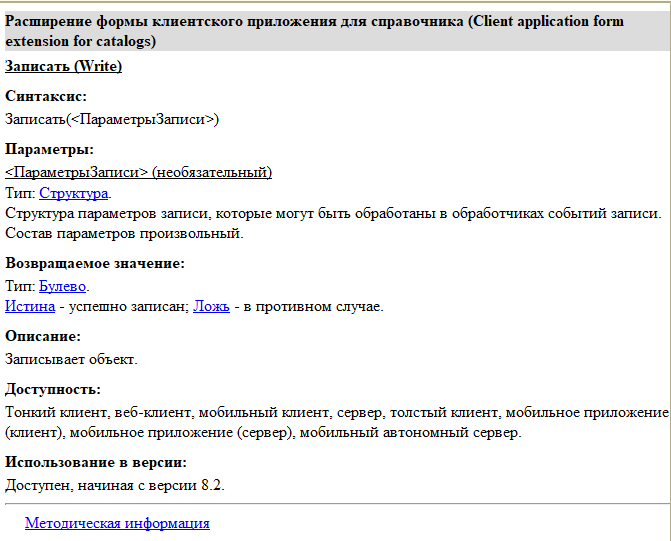 Расширение формы клиентского приложения для справочника (Client application form
extension for catalogs)
Записать (Write)
Синтаксис:
Записать(<ПараметрыЗаписи>)
Параметры:
<ПараметрыЗаписи> (необязательный)
Тип: Структура.
Структура параметров записи, которые могут быть обработаны в обработчиках событий записи.
Состав параметров произвольный.
Возвращаемое значение:
Тип: Булево.
Истина - успешно записан; Ложь - в противном случае.
Описание:
Записывает объект.
Доступность:
Тонкий клиент, веб-клиент, мобильный клиент, сервер, толстый клиент, мобильное приложение
(клиент), мобильное приложение (сервер), мобильный автономный сервер.
Использование в версии:
Доступен, начиная с версии 8.2.
Методическая информация